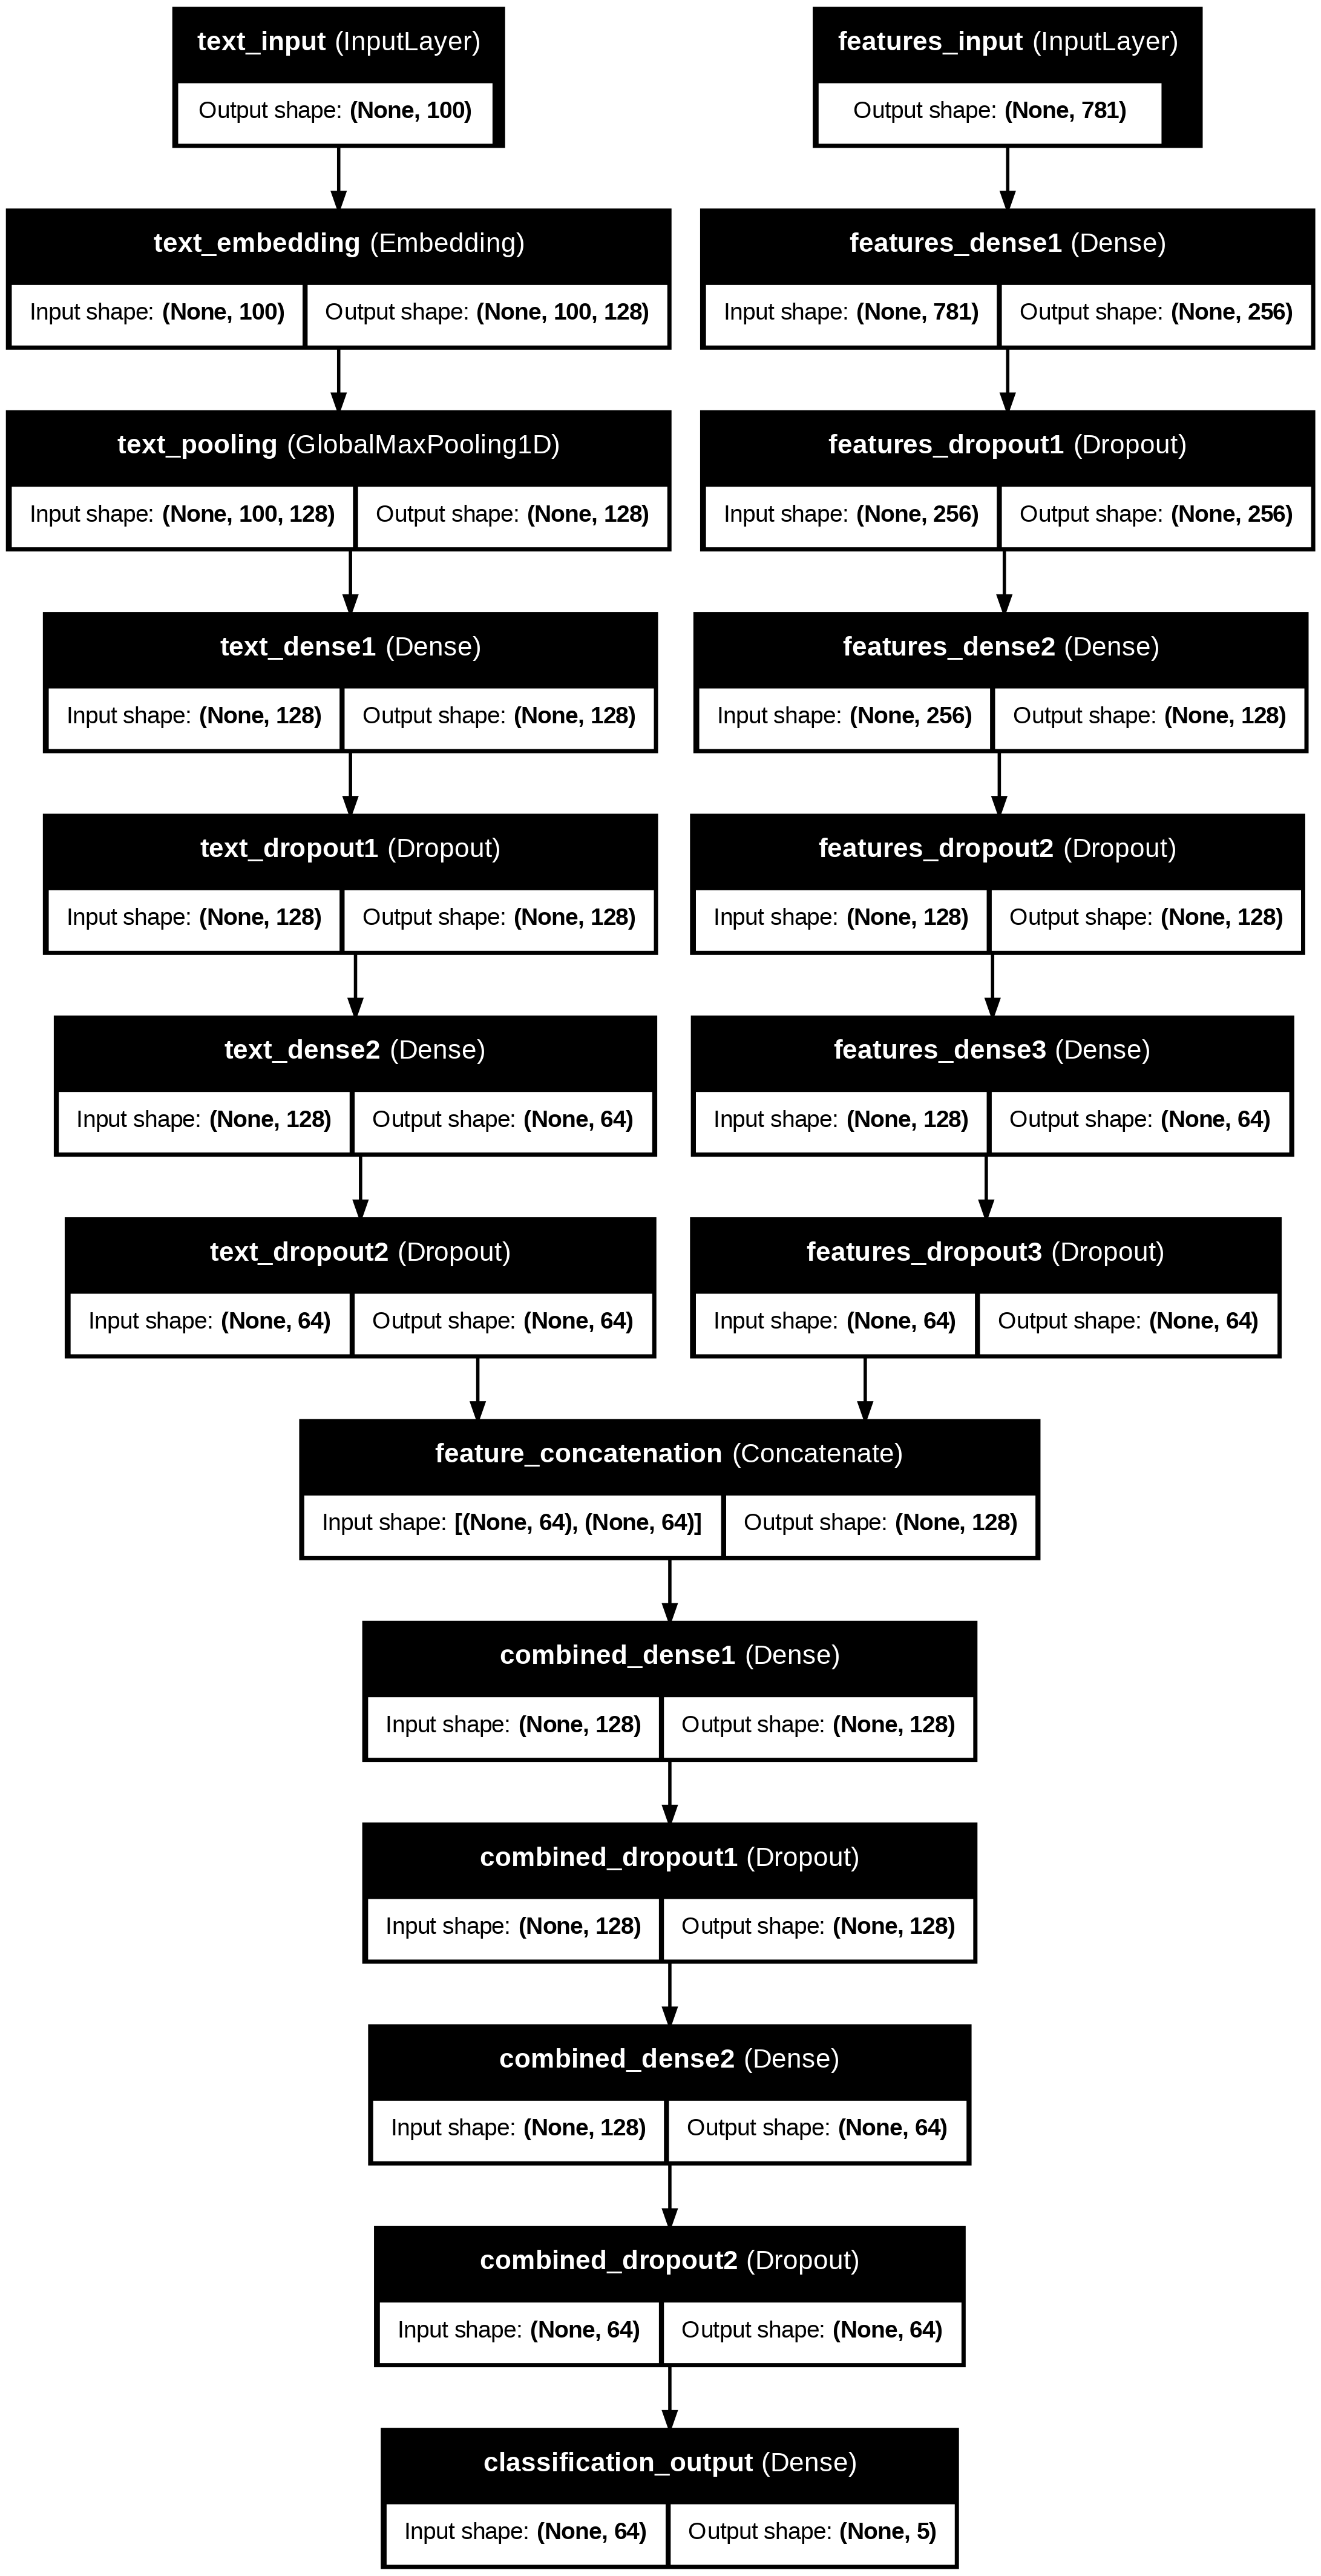 text_input (InputLayer)
Output shape: (None, 100)
features_input (InputLayer)
Output shape: (None, 781)
text_embedding (Embedding)
Input shape: (None, 100)
Output shape: (None, 100, 128)
features_dense1 (Dense)
Input shape: (None, 781)
Output shape: (None, 256)
text_pooling (GlobalMaxPooling1D)
Input shape: (None, 100, 128)
Output shape: (None, 128)
features_dropout1 (Dropout)
Input shape: (None, 256)
Output shape: (None, 256)
text_dense1 (Dense)
Input shape: (None, 128)
Output shape: (None, 128)
features_dense2 (Dense)
Input shape: (None, 256)
Output shape: (None, 128)
text_dropout1 (Dropout)
Input shape: (None, 128)
Output shape: (None, 128)
features_dropout2 (Dropout)
Input shape: (None, 128)
Output shape: (None, 128)
text_dense2 (Dense)
Input shape: (None, 128)
Output shape: (None, 64)
features_dense3 (Dense)
Input shape: (None, 128)
Output shape: (None, 64)
text_dropout2 (Dropout)
Input shape: (None, 64)
Output shape: (None, 64)
features_dropout3 (Dropout)
Input shape: (None, 64)
Output shape: (None, 64)
feature_concatenation (Concatenate)
Input shape: [(None, 64), (None, 64)]
Output shape: (None, 128)
combined_dense1 (Dense)
Input shape: (None, 128)
Output shape: (None, 128)
combined_dropout1 (Dropout)
Input shape: (None, 128)
Output shape: (None, 128)
combined_dense2 (Dense)
Input shape: (None, 128)
Output shape: (None, 64)
combined_dropout2 (Dropout)
Input shape: (None, 64)
Output shape: (None, 64)
classification_output (Dense)
Input shape: (None, 64)
Output shape: (None, 5)